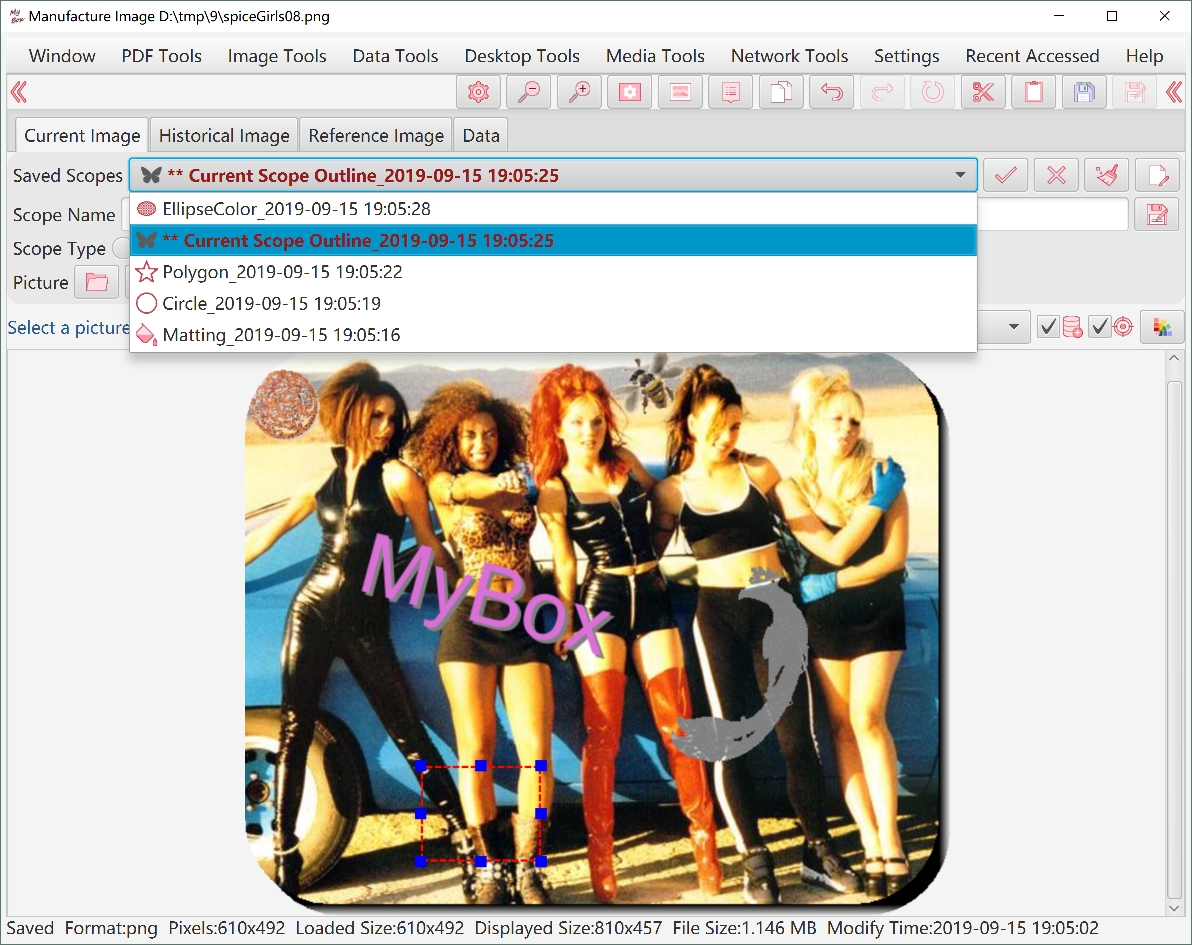 Manufacture Image D:\tmp\9\spiceGirls08.png
Window PDF Tools Image Tools Data Tools Desktop Tools Media Tools Network Tools Settings Recent Accessed Help
Current Image Historical Image Reference Image Data
Saved Scopes ** Current Scope Outline_2019-09-15 19:05:25
EllipseColor_2019-09-15 19:05:28
Scope Name
** Current Scope Outline_2019-09-15 19:05:25
Scope Type
Polygon_2019-09-15 19:05:22
Picture
Circle_2019-09-15 19:05:19
Select a picture
Matting_2019-09-15 19:05:16
MyBox
Saved Format:png Pixels:610x492 Loaded Size:610x492 Displayed Size:810x457 File Size:1.146 MB Modify Time:2019-09-15 19:05:02